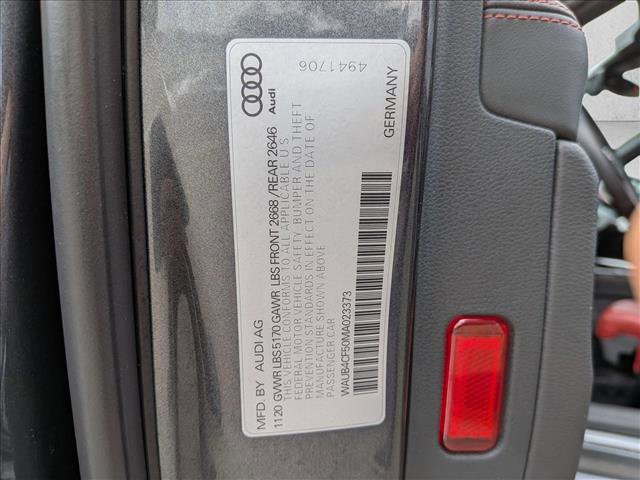 MFD. BY AUDI AG
Audi
1120 GVWR LBS 5170 GAWR LBS FRONT 2668 / REAR 2646
THIS VEHICLE CONFORMS TO ALL APPLICABLE U S
FEDERAL MOTOR VEHICLE SAFETY, BUMPER AND THEFT
PREVENTION STANDARDS IN EFFECT ON THE DATE OF
MANUFACTURE SHOWN ABOVE
PASSENGER CAR
WAUB4CF50MA023373
4941706
GERMANY